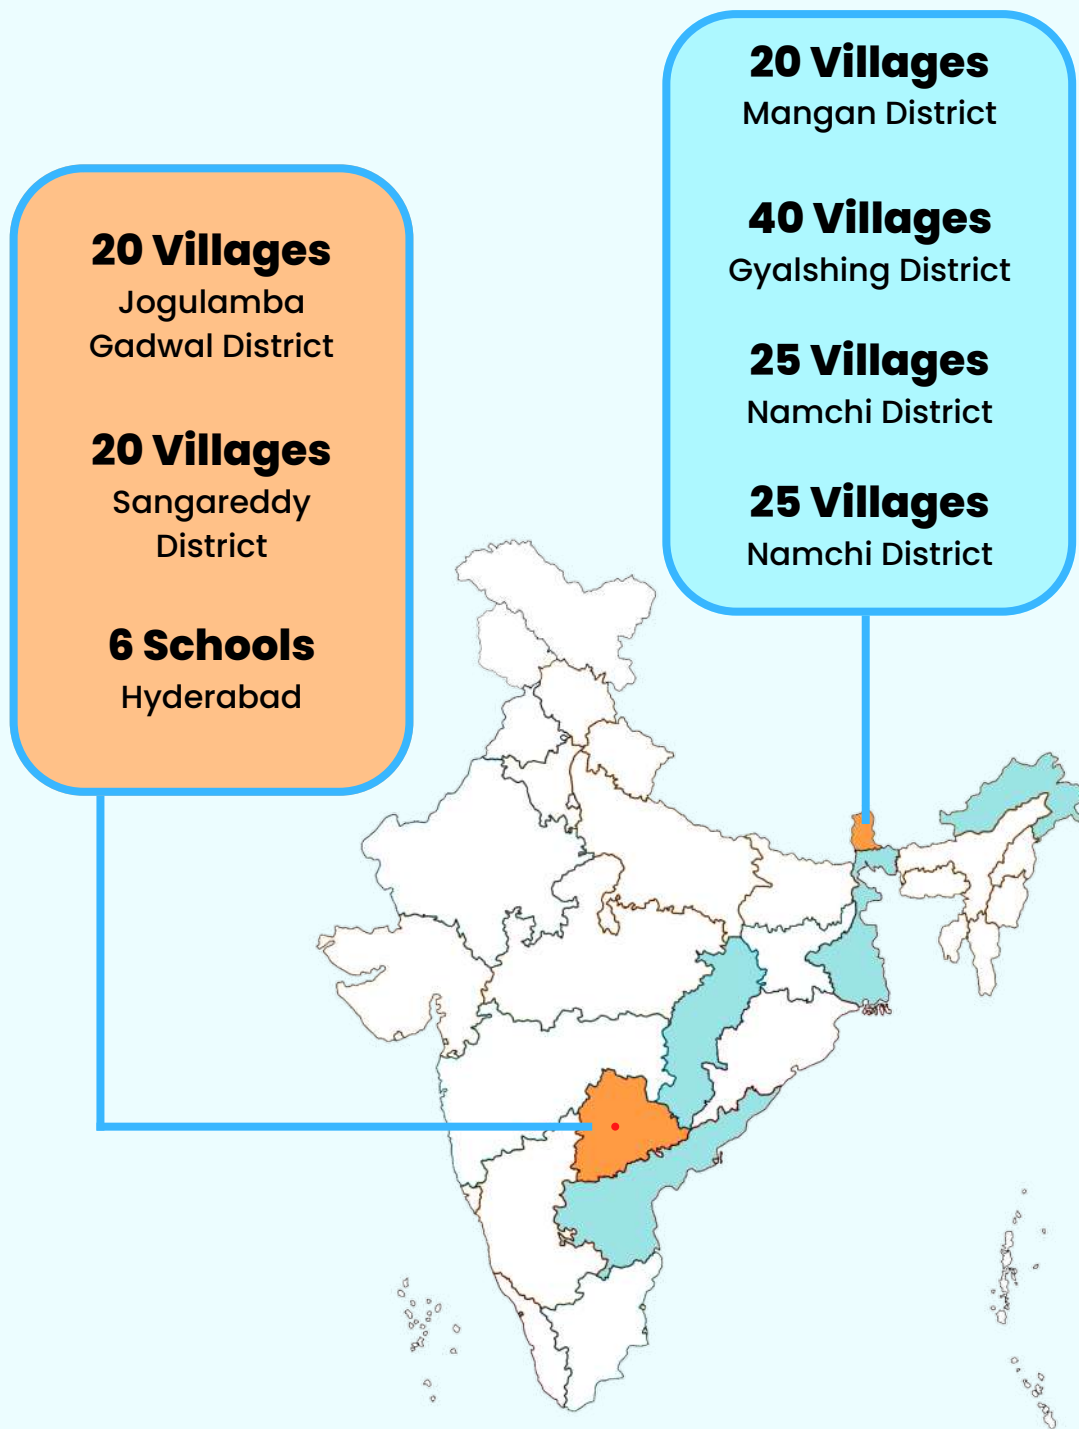 20 Villages
Mangan District
40 Villages
Gyalshing District
25 Villages
Namchi District
25 Villages
Namchi District
20 Villages
Jogulamba
Gadwal District
20 Villages
Sangareddy
District
6 Schools
Hyderabad